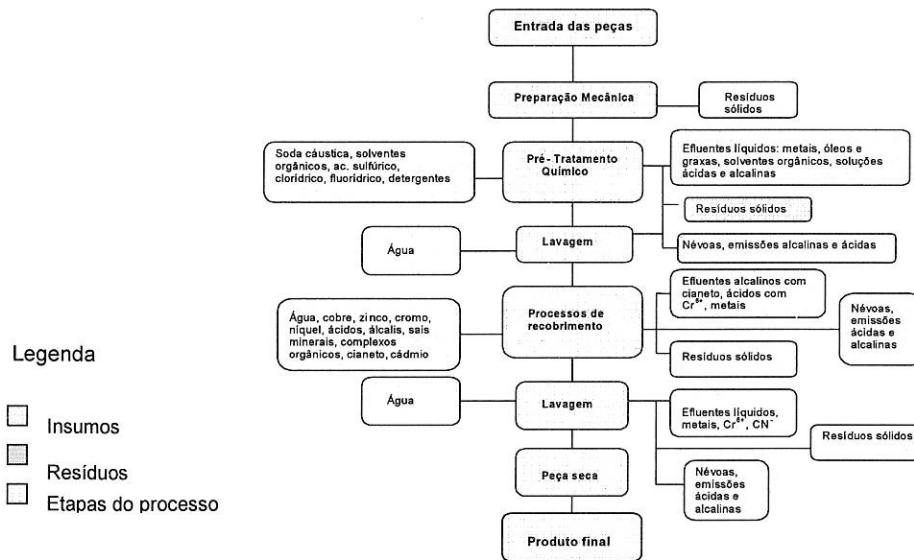 Entrada das peças
Preparação Mecânica
Resíduos
sólidos
Soda cáustica, solventes
orgânicos, ac. sulfúrico,
clorídrico, fluorídrico, detergentes
Pré- Tratamento
Químico
Efluentes líquidos: metais, óleos e
graxas, solventes orgânicos, soluções
ácidas e alcalinas
Resíduos sólidos
Água
Lavagem
Névoas, emissões alcalinas e ácidas
Água, cobre, zinco, cromo,
níquel, ácidos, álcalis, sais
minerais, complexos
orgânicos, cianeto, cádmio
Processos de
recobrimento
Efluentes alcalinos com
cianeto, ácidos com
Cr⁶⁺, metais
Névoas,
emissões
ácidas e
alcalinas
Resíduos sólidos
Água
Lavagem
Efluentes líquidos,
metais, Cr⁶⁺, CN⁻
Resíduos sólidos
Peça seca
Névoas,
emissões
ácidas e
alcalinas
Produto final
Legenda
Insumos
Resíduos
Etapas do processo